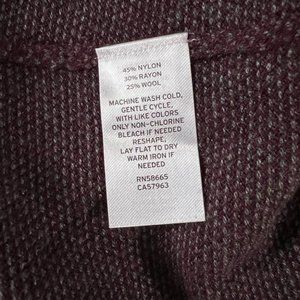 45% NYLON
30% RAYON
25% WOOL
MACHINE WASH COLD,
GENTLE CYCLE,
WITH LIKE COLORS
ONLY NON-CHLORINE
BLEACH IF NEEDED
RESHAPE,
LAY FLAT TO DRY
WARM IRON IF
NEEDED
RN58665
CA57963